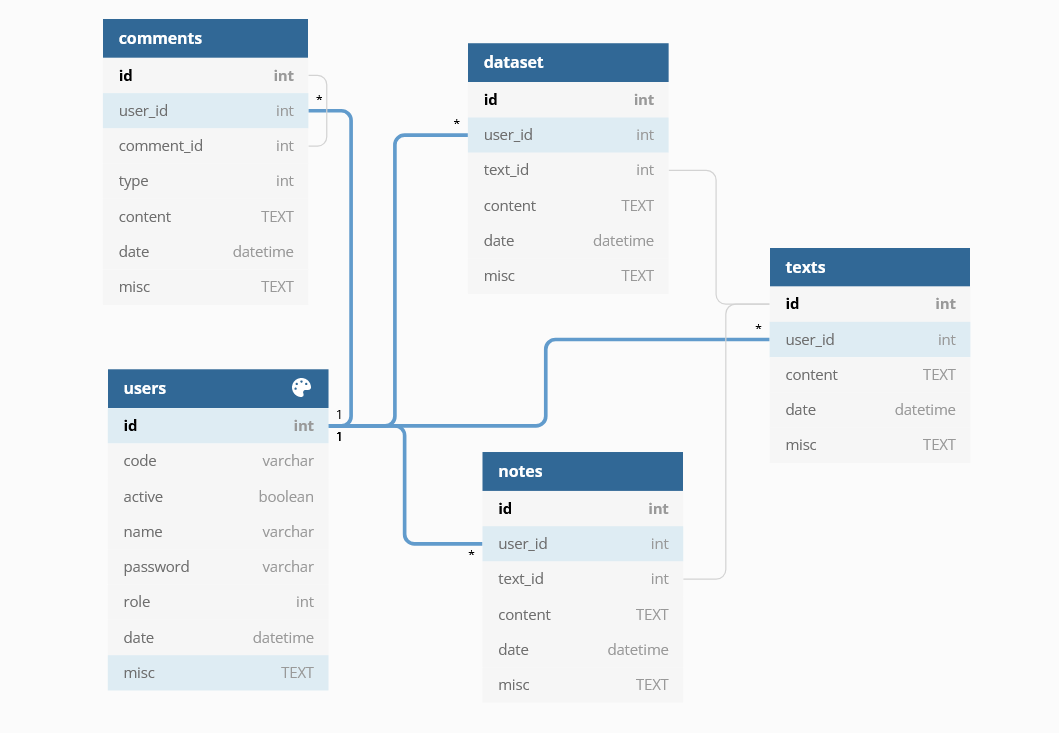 comments
id int
user_id int
comment_id int
type int
content TEXT
date datetime
misc TEXT
*
dataset
id int
user_id int
text_id int
content TEXT
date datetime
misc TEXT
*
texts
id int
user_id int
content TEXT
date datetime
misc TEXT
*
users
id int
code varchar
active boolean
name varchar
password varchar
role int
date datetime
misc TEXT
1
1
notes
id int
user_id int
text_id int
content TEXT
date datetime
misc TEXT
*